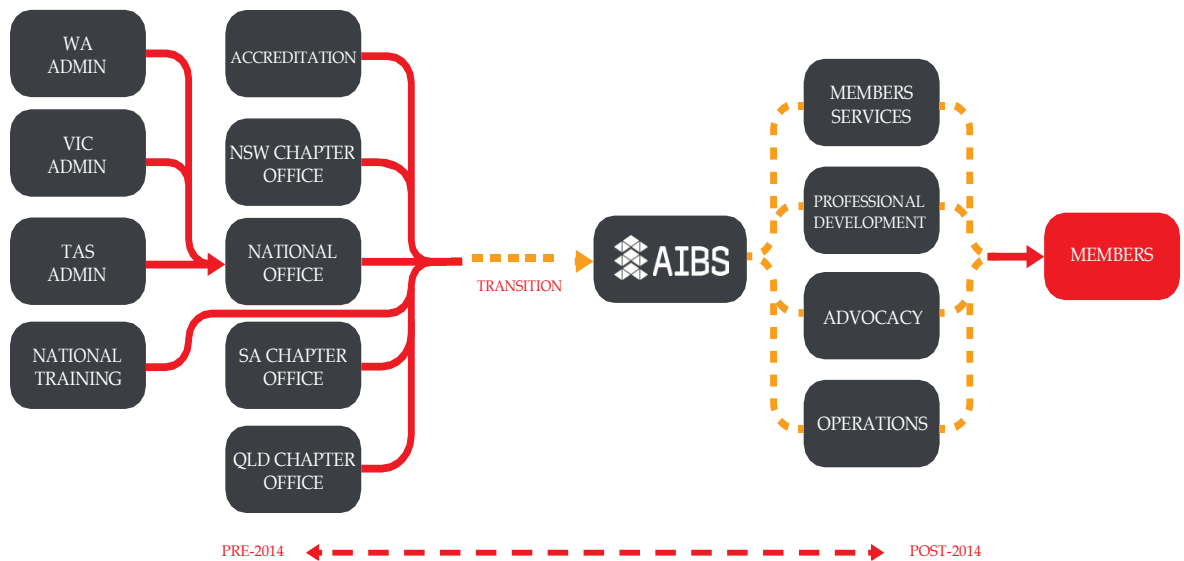 WA
ADMIN
VIC
ADMIN
TAS
ADMIN
NATIONAL
TRAINING
ACCREDITATION
NSW CHAPTER
OFFICE
NATIONAL
OFFICE
SA CHAPTER
OFFICE
QLD CHAPTER
OFFICE
TRANSITION
AIBS
MEMBERS
SERVICES
PROFESSIONAL
DEVELOPMENT
ADVOCACY
OPERATIONS
MEMBERS
PRE-2014
POST-2014